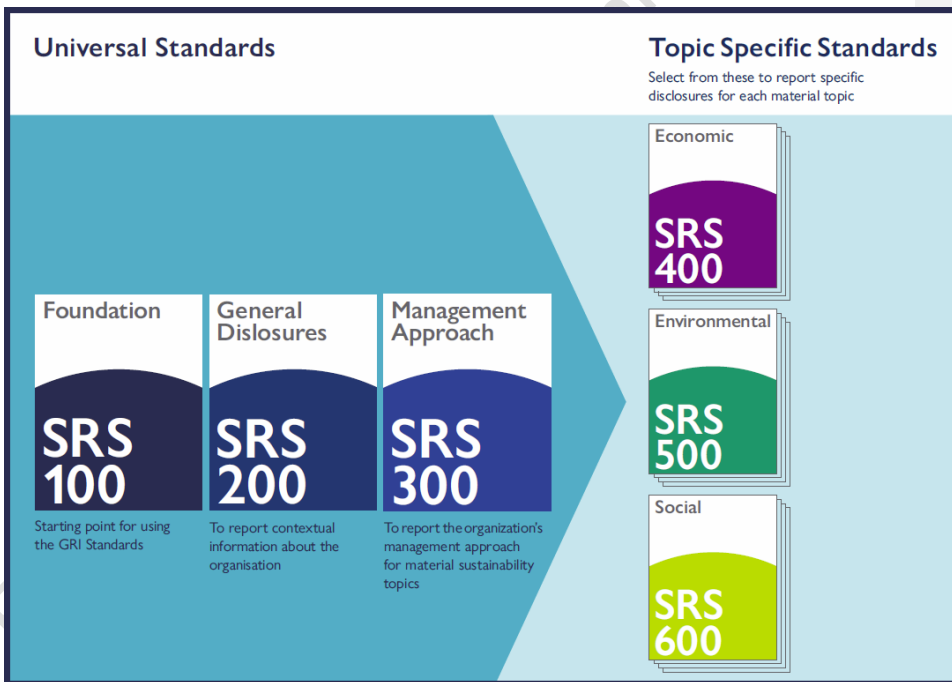 Universal Standards
Topic Specific Standards
Select from these to report specific
disclosures for each material topic
Foundation
SRS
100
Starting point for using
the GRI Standards
General
Dislosures
SRS
200
To report contextual
information about the
organisation
Management
Approach
SRS
300
To report the organization's
management approach
for material sustainability
topics
Economic
SRS
400
Environmental
SRS
500
Social
SRS
600